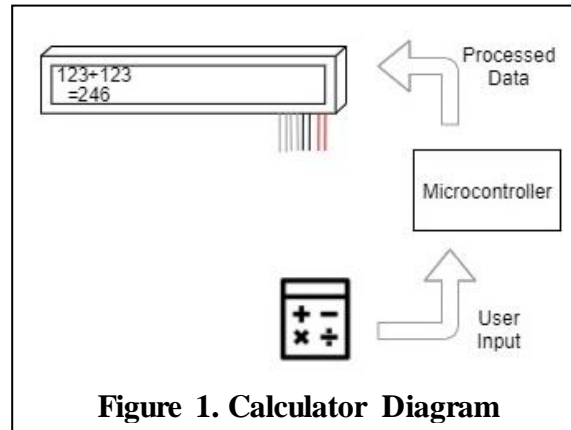 123+123
=246
Processed
Data
Microcontroller
+ −
× ÷
User
Input
Figure 1. Calculator Diagram